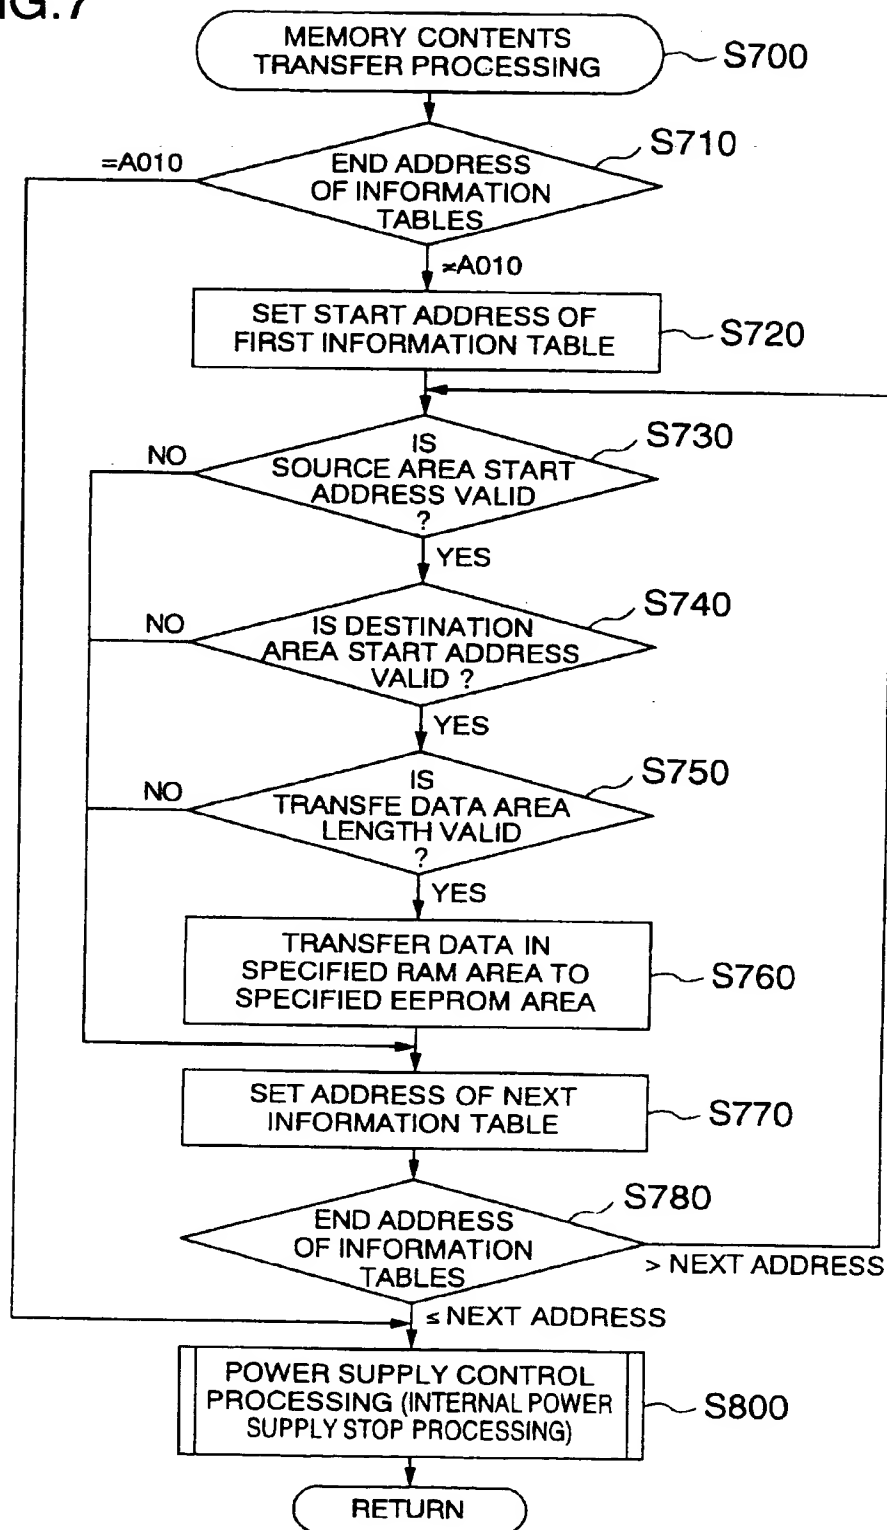 FIG.7
MEMORY CONTENTS
TRANSFER PROCESSING
S700
S710
=A010
END ADDRESS
OF INFORMATION
TABLES
≠A010
SET START ADDRESS OF
FIRST INFORMATION TABLE
S720
S730
NO
IS
SOURCE AREA START
ADDRESS VALID
?
YES
S740
NO
IS DESTINATION
AREA START ADDRESS
VALID ?
YES
S750
NO
IS
TRANSFE DATA AREA
LENGTH VALID
?
YES
TRANSFER DATA IN
SPECIFIED RAM AREA TO
SPECIFIED EEPROM AREA
S760
SET ADDRESS OF NEXT
INFORMATION TABLE
S770
S780
END ADDRESS
OF INFORMATION
TABLES
> NEXT ADDRESS
≤ NEXT ADDRESS
POWER SUPPLY CONTROL
PROCESSING (INTERNAL POWER
SUPPLY STOP PROCESSING)
S800
RETURN